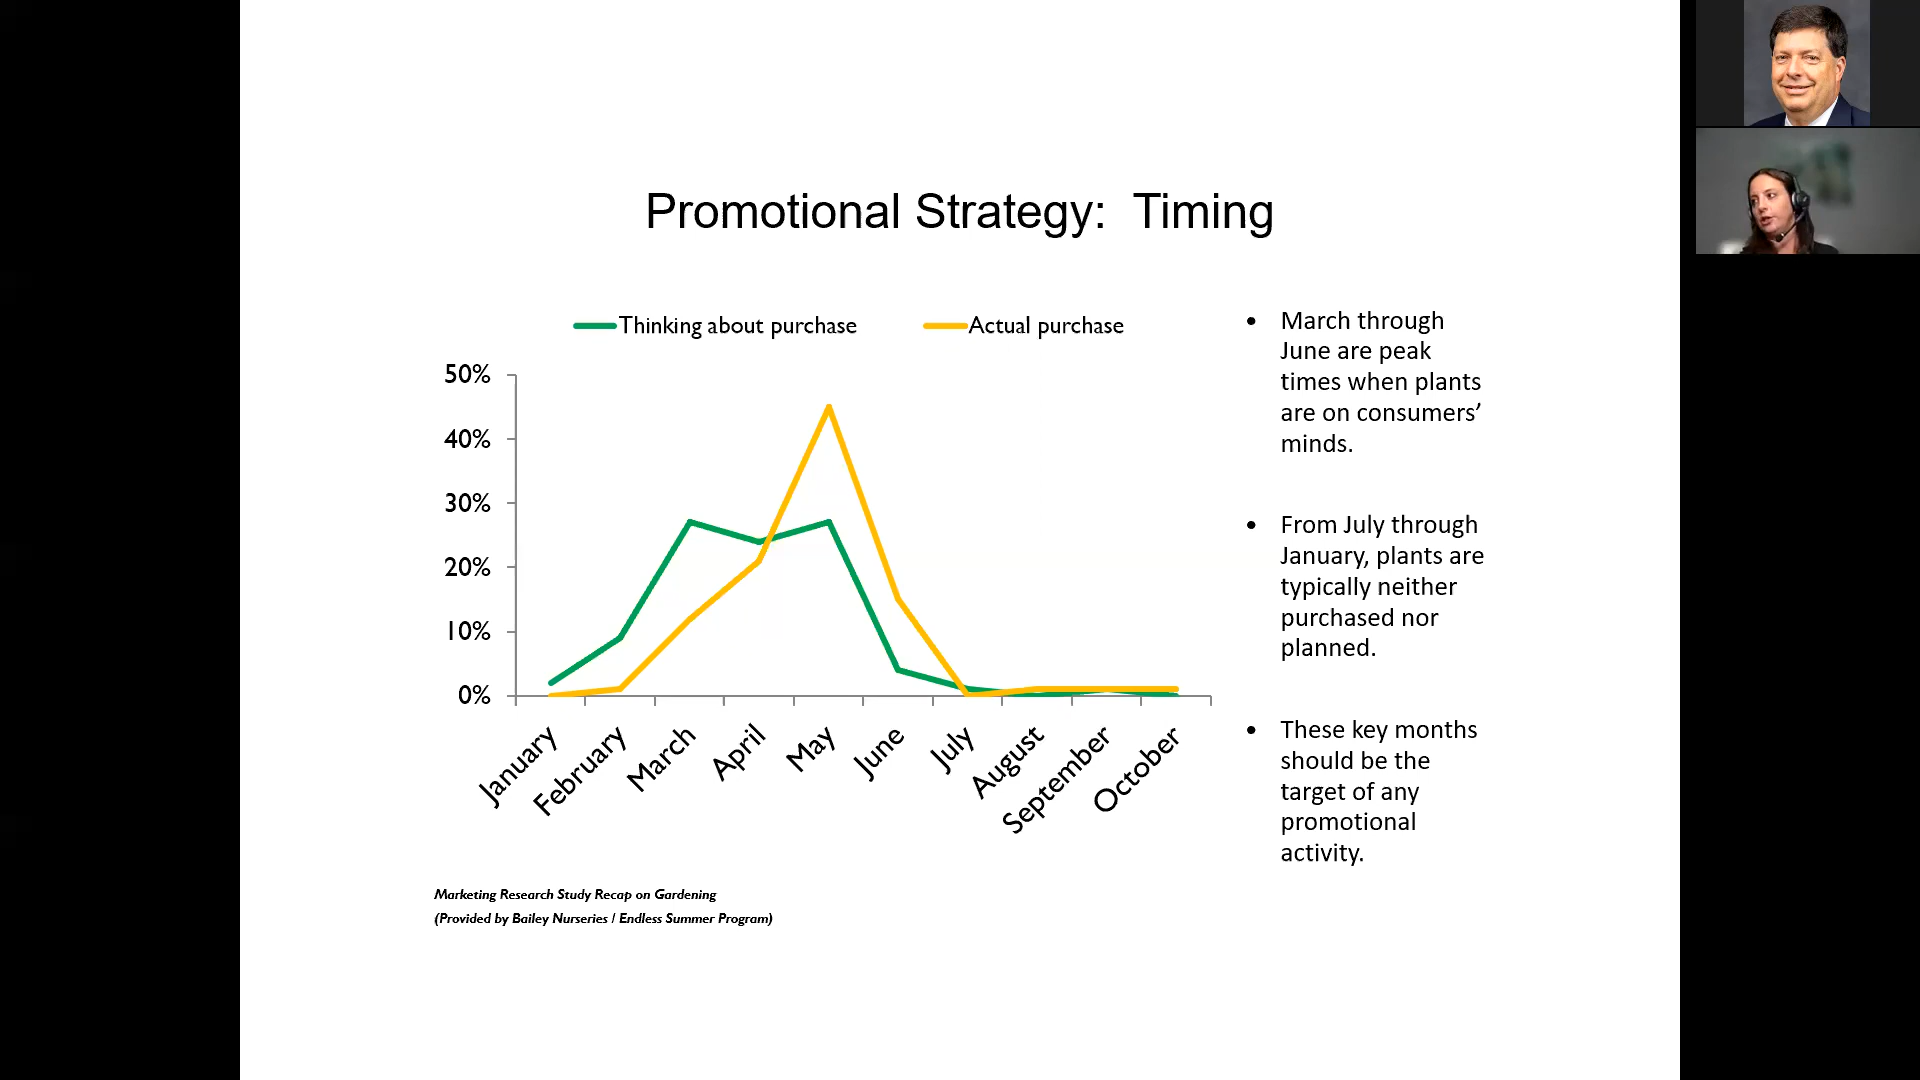 Promotional Strategy:  Timing
Thinking about purchase
Actual purchase
50%
40%
30%
20%
10%
0%
January
February
March
April
May
June
July
August
September
October
• March through
June are peak
times when plants
are on consumers’
minds.
• From July through
January, plants are
typically neither
purchased nor
planned.
• These key months
should be the
target of any
promotional
activity.
Marketing Research Study Recap on Gardening
(Provided by Bailey Nurseries / Endless Summer Program)